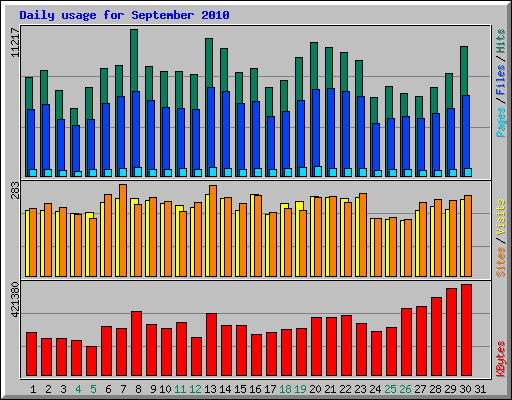 Daily usage for September 2010
11217
Pages / Files / Hits
283
Sites / Visits
421380
KBytes
1 2 3 4 5 6 7 8 9 10 11 12 13 14 15 16 17 18 19 20 21 22 23 24 25 26 27 28 29 30 31